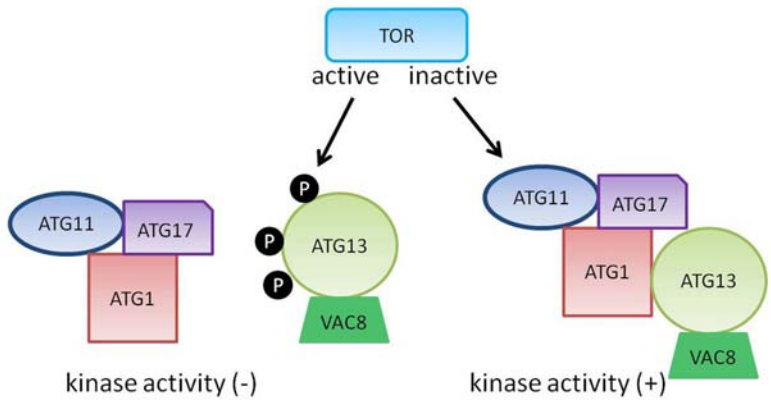 TOR
active inactive
P
ATG11
ATG17
ATG1
P
ATG13
P
VAC8
ATG11
ATG17
ATG1
ATG13
VAC8
kinase activity (-)
kinase activity (+)